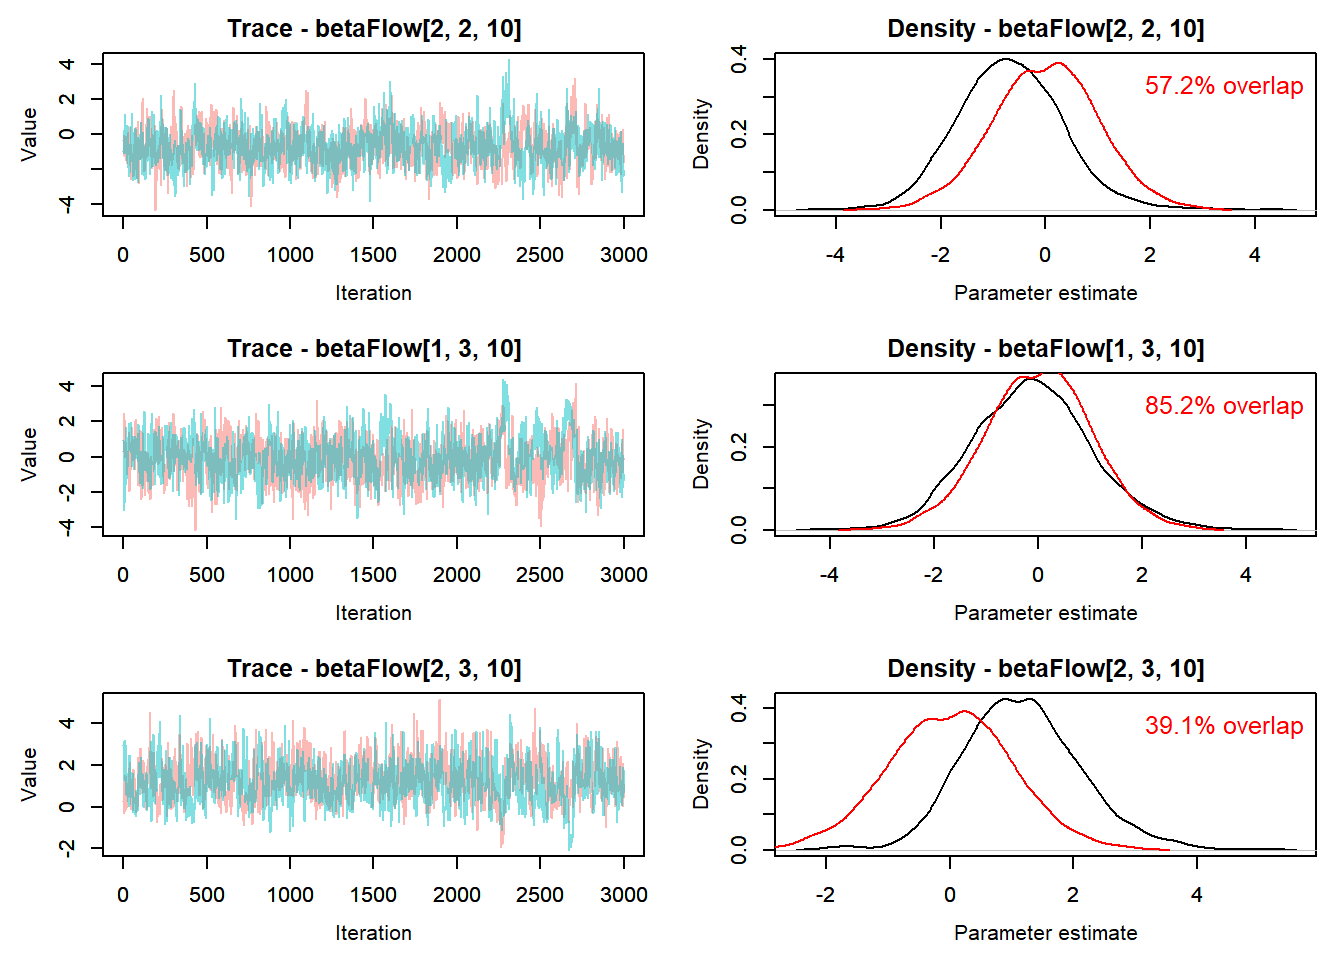 Trace - betaFlow[2, 2, 10]
Value
4
2
0
-4
0 500 1000 1500 2000 2500 3000
Iteration
Density - betaFlow[2, 2, 10]
Density
0.4
0.2
0.0
57.2% overlap
-4 -2 0 2 4
Parameter estimate
Trace - betaFlow[1, 3, 10]
Value
4
2
0
-2
-4
0 500 1000 1500 2000 2500 3000
Iteration
Density - betaFlow[1, 3, 10]
Density
0.2
0.0
85.2% overlap
-4 -2 0 2 4
Parameter estimate
Trace - betaFlow[2, 3, 10]
Value
4
2
0
-2
0 500 1000 1500 2000 2500 3000
Iteration
Density - betaFlow[2, 3, 10]
Density
0.4
0.2
0.0
39.1% overlap
-2 0 2 4
Parameter estimate